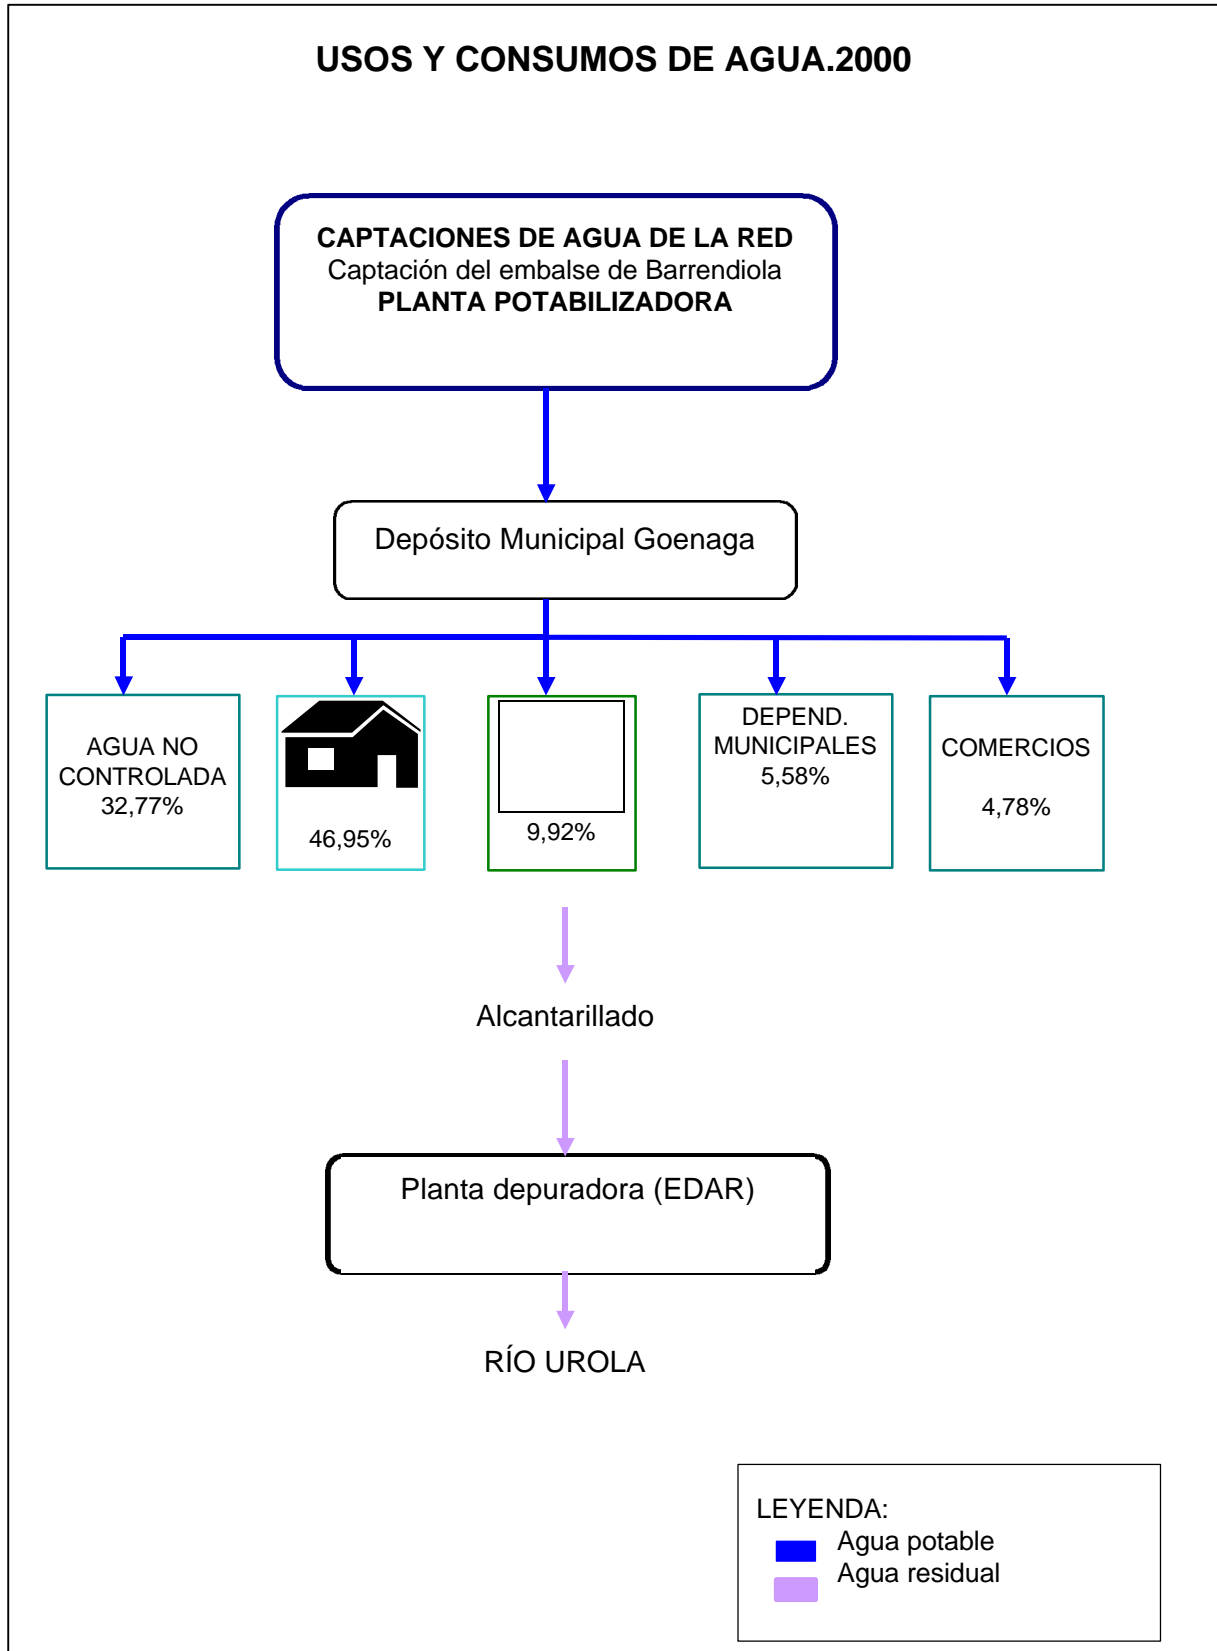 USOS Y CONSUMOS DE AGUA.2000
CAPTACIONES DE AGUA DE LA RED
Captación del embalse de Barrendiola
PLANTA POTABILIZADORA
Depósito Municipal Goenaga
AGUA NO
CONTROLADA
32,77%
46,95%
9,92%
DEPEND.
MUNICIPALES
5,58%
COMERCIOS
4,78%
Alcantarillado
Planta depuradora (EDAR)
RÍO UROLA
LEYENDA:
Agua potable
Agua residual